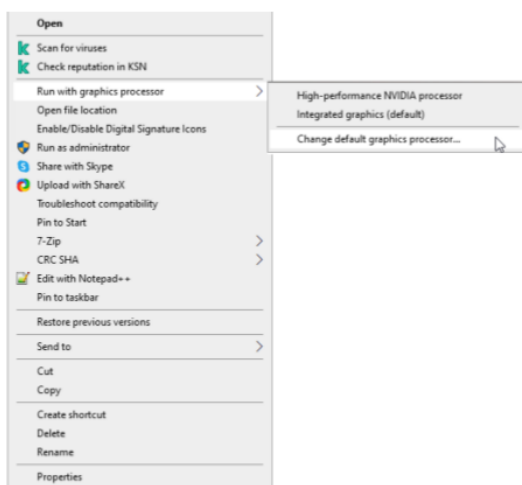 Open
Scan for viruses
Check reputation in KSN
Run with graphics processor
High-performance NVIDIA processor
Integrated graphics (default)
Change default graphics processor...
Open file location
Enable/Disable Digital Signature Icons
Run as administrator
Share with Skype
Upload with ShareX
Troubleshoot compatibility
Pin to Start
7-Zip
CRC SHA
Edit with Notepad++
Pin to taskbar
Restore previous versions
Send to
Cut
Copy
Create shortcut
Delete
Rename
Properties